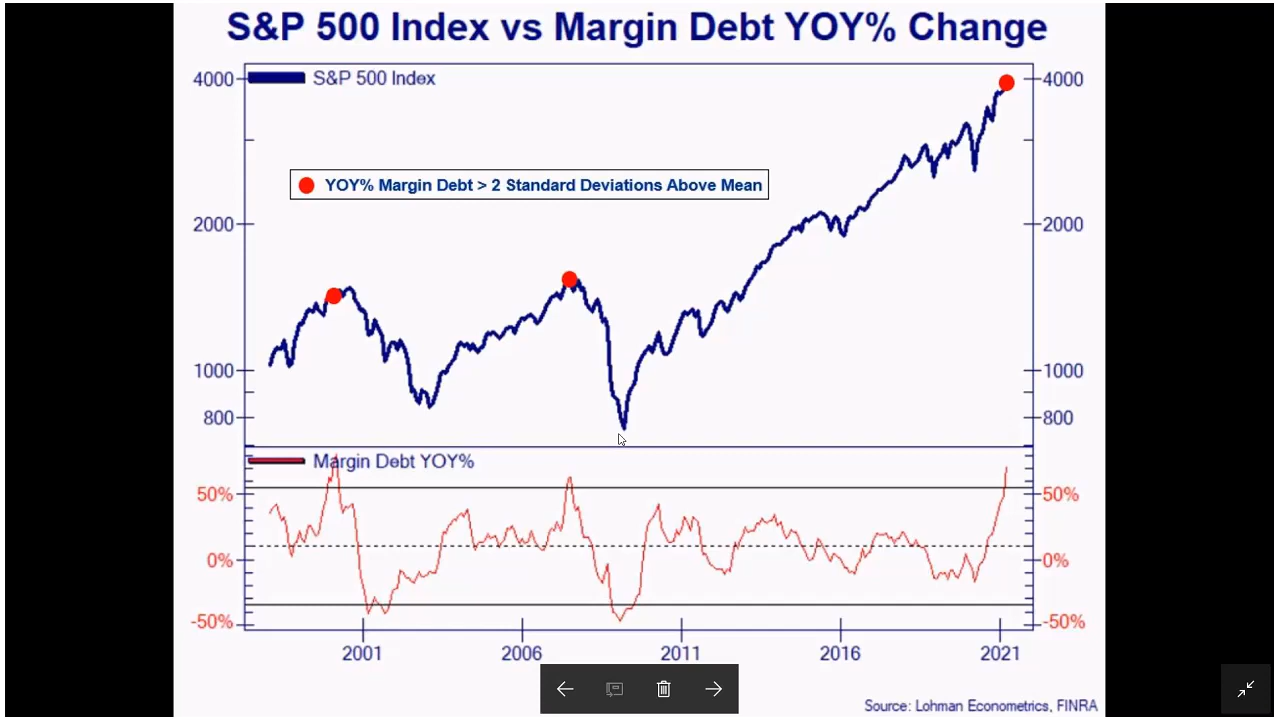 S&P 500 Index vs Margin Debt YOY% Change
S&P 500 Index
4000
4000
YOY% Margin Debt > 2 Standard Deviations Above Mean
2000
2000
1000
1000
800
800
Margin Debt YOY%
50%
50%
0%
0%
-50%
-50%
2001 2006 2011 2016 2021
Source: Lohman Econometrics, FINRA